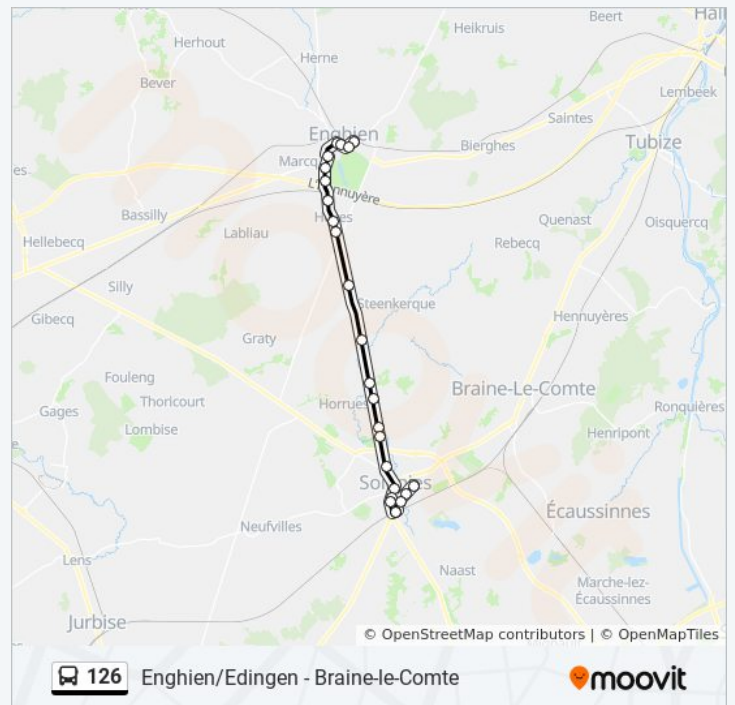 Hal
Beert
Heikruis
Herhout
Herne
Bever
Lembeek
Saintes
Enghien
Tubize
Bierghes
Marcq
es
L'Hennuyère
Bassilly
Quenast
Oisquercq
Labliau
Hellebecq
Rebecq
Silly
Steenkerque
Gibecq
Hennuyères
Graty
Fouleng
Braine-Le-Comte
Thoricourt
Horrues
Ronquières
Gages
Lombise
Henripont
Écaussinnes
Neufvilles
Lens
Naast
Marche-lez-
Écaussinnes
Jurbise
© OpenStreetMap contributors | © OpenMapTiles
126 Enghien/Edingen - Braine-le-Comte
moovit